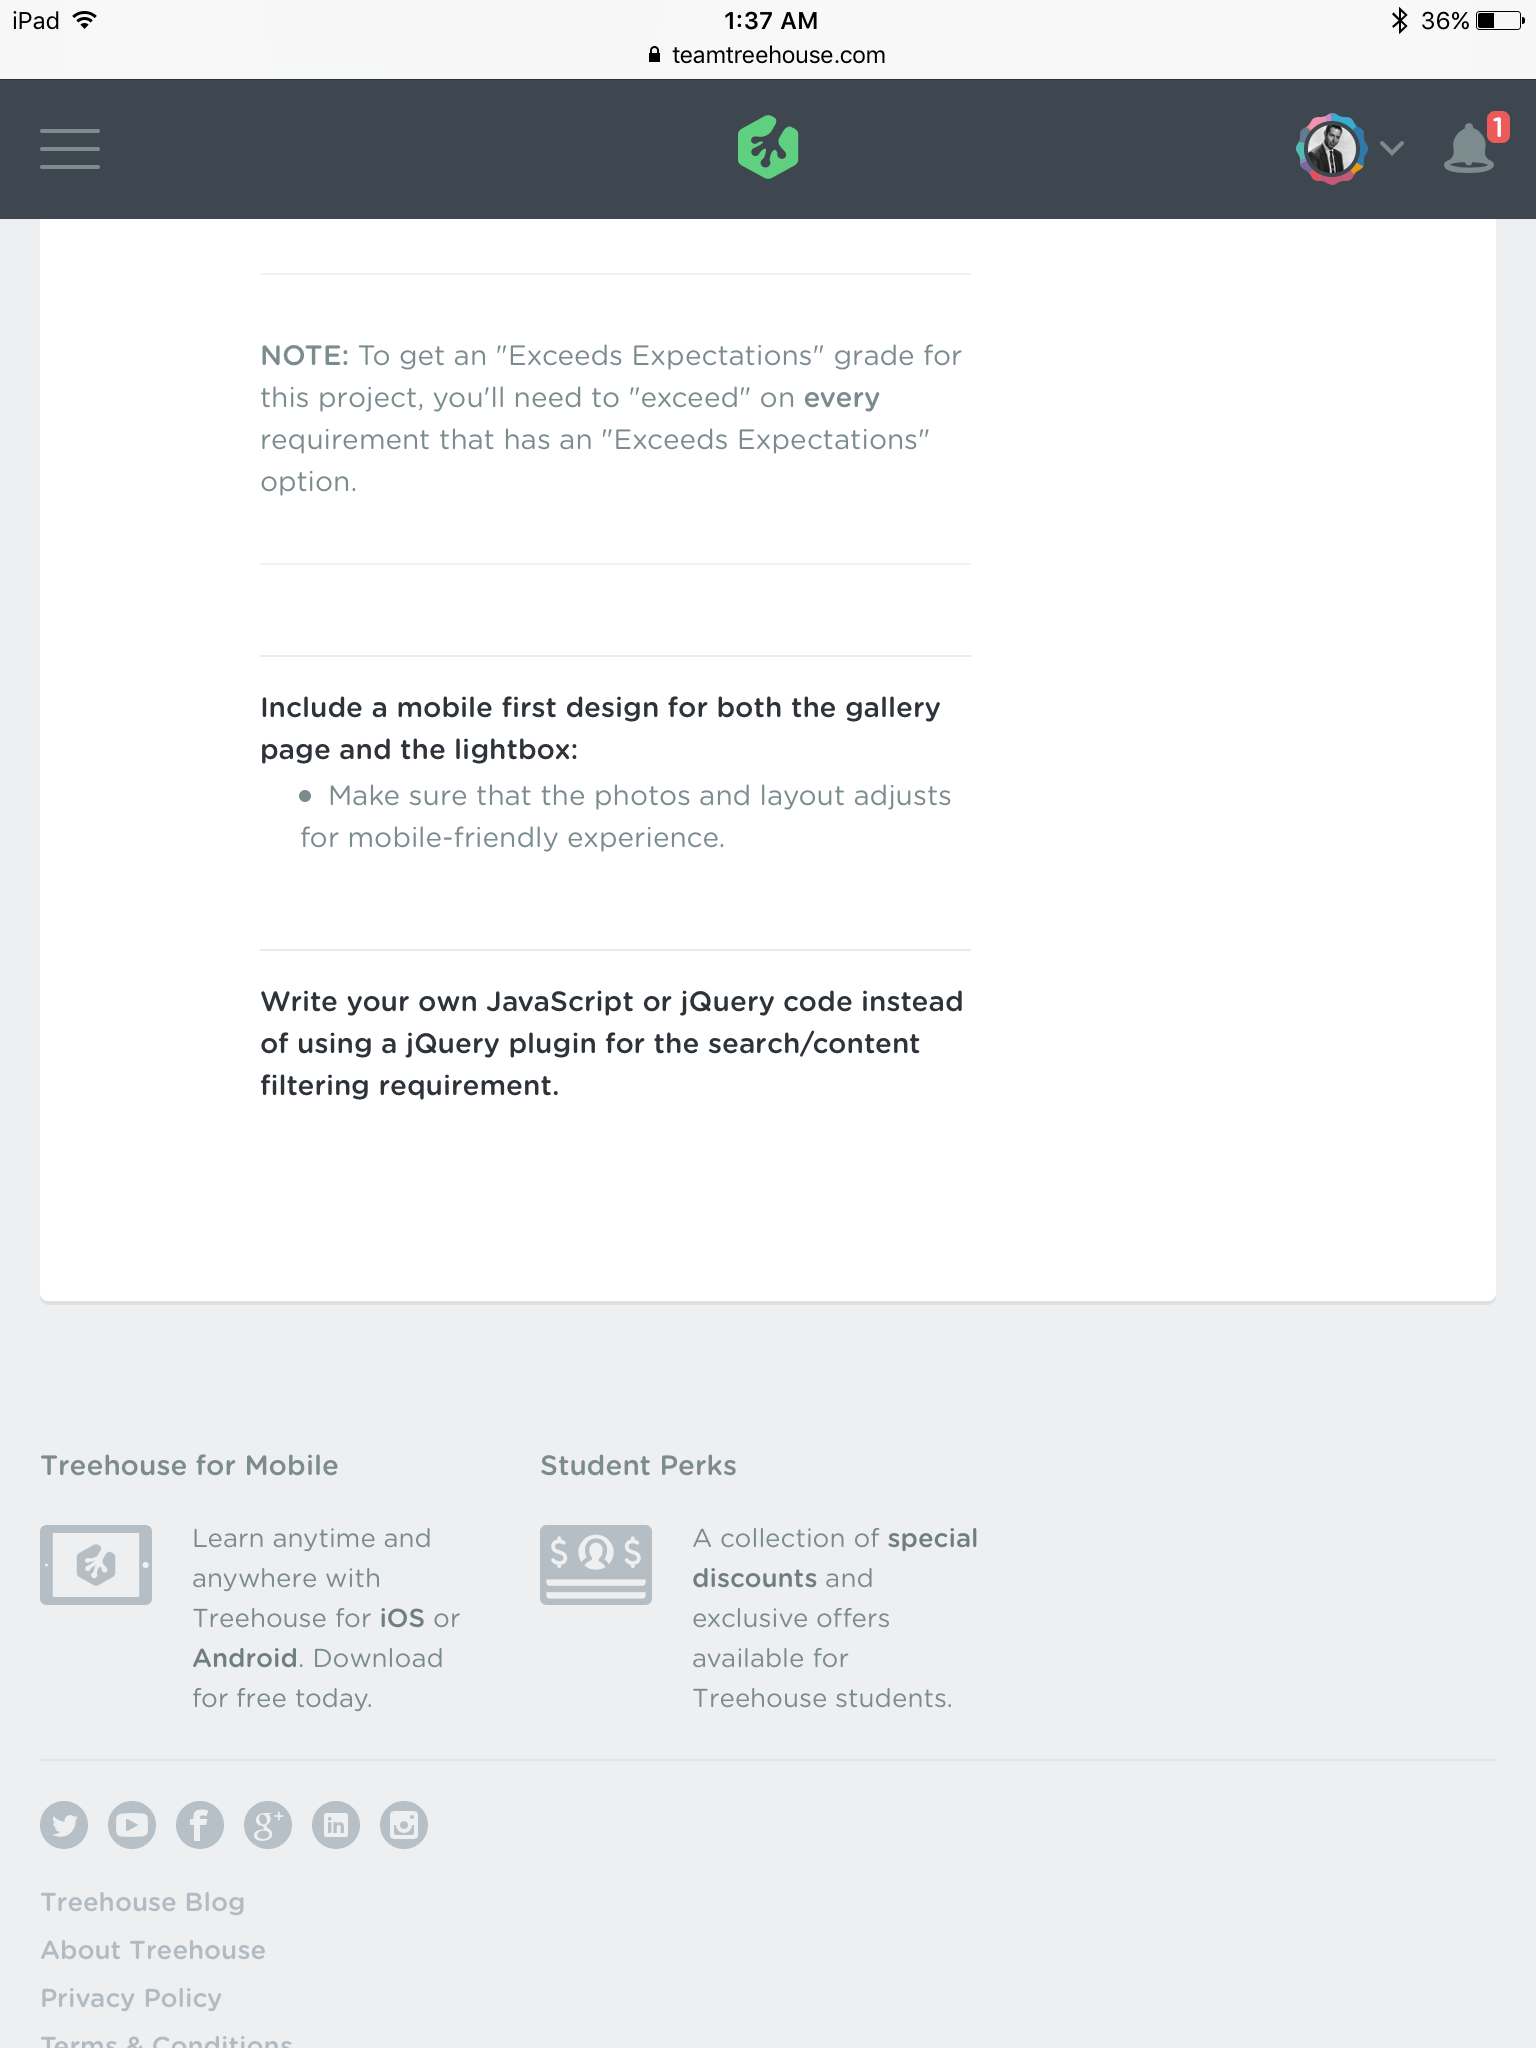 iPad 1:37 AM 36%
teamtreehouse.com
1
NOTE: To get an "Exceeds Expectations" grade for
this project, you'll need to "exceed" on every
requirement that has an "Exceeds Expectations"
option.
Include a mobile first design for both the gallery
page and the lightbox:
• Make sure that the photos and layout adjusts
for mobile-friendly experience.
Write your own JavaScript or jQuery code instead
of using a jQuery plugin for the search/content
filtering requirement.
Treehouse for Mobile
Learn anytime and
anywhere with
Treehouse for iOS or
Android. Download
for free today.
Student Perks
$ $
A collection of special
discounts and
exclusive offers
available for
Treehouse students.
f g+ in
Treehouse Blog
About Treehouse
Privacy Policy
Terms & Conditions